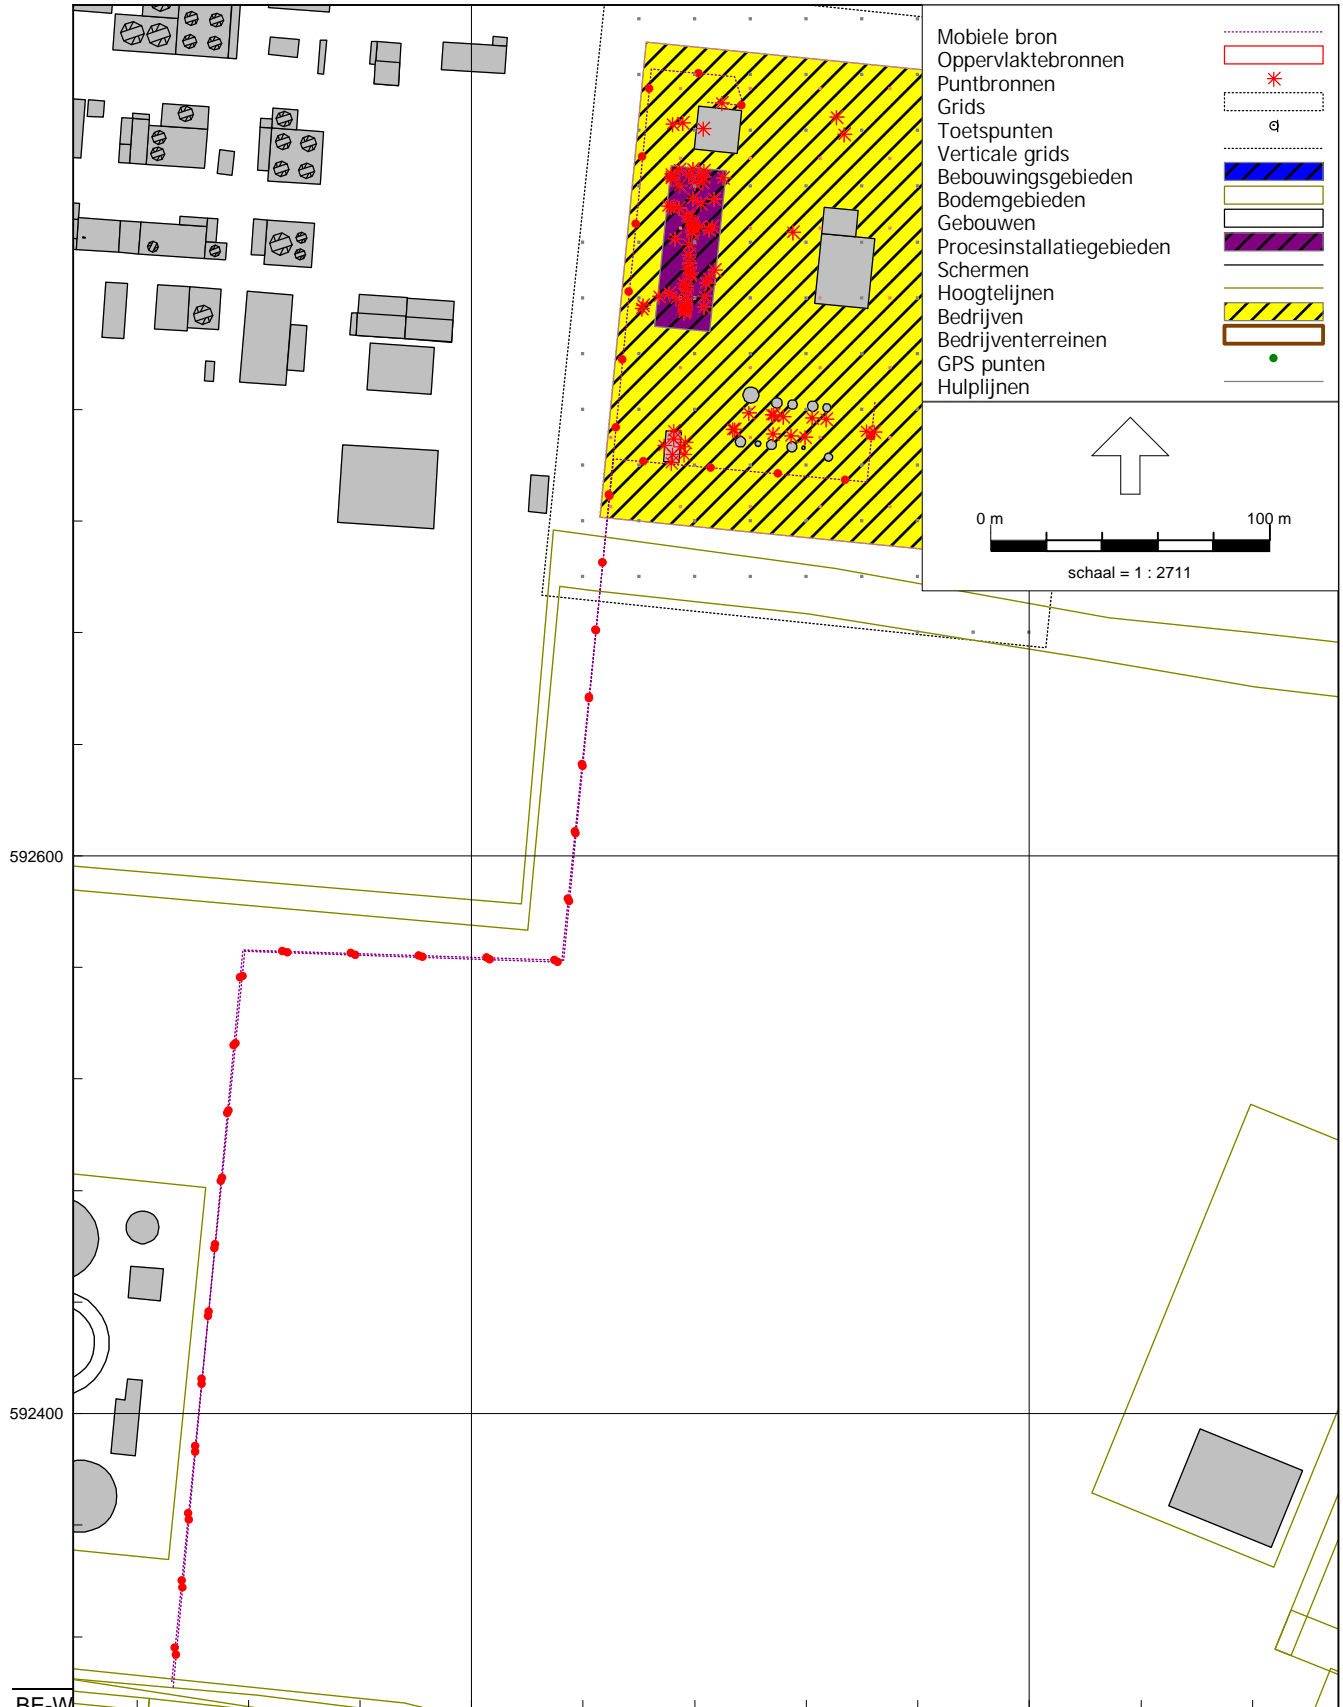 Mobiele bron
Oppervlaktebronnen
Puntbronnen
Grids
Toetspunten
Verticale grids
Bebouwingsgebieden
Bodemgebieden
Gebouwen
Procesinstallatiegebieden
Schermen
Hoogtelijnen
Bedrijven
Bedrijventerreinen
GPS punten
Hulplijnen
0 m 100 m
schaal = 1 : 2711
592600
592400